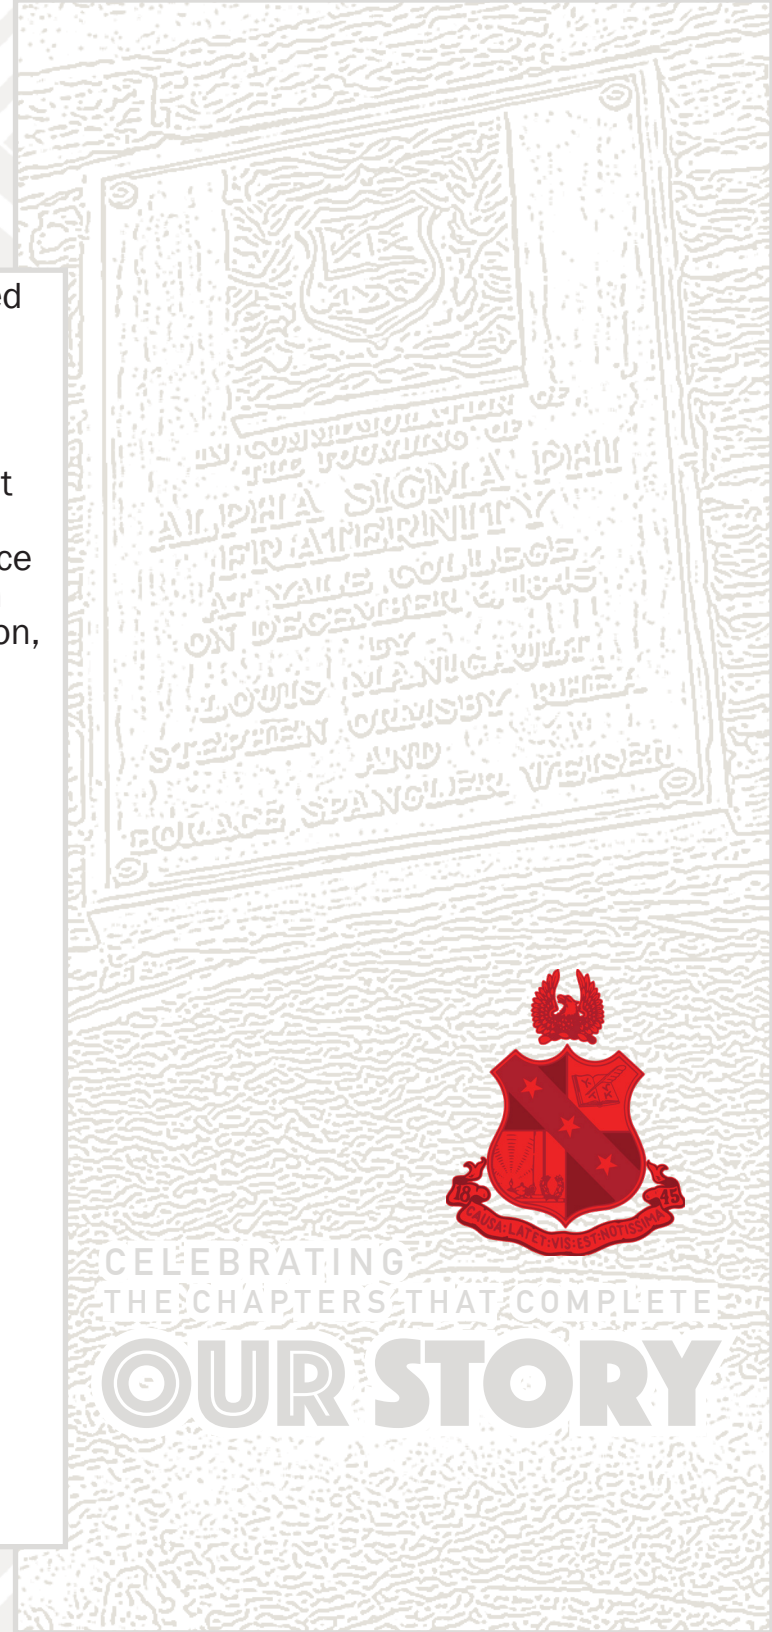 ed
t
ce
on,
IN COMMEMORATION OF
THE FOUNDING OF
ALPHA SIGMA PHI
FRATERNITY
AT YALE COLLEGE
ON DECEMBER 6, 1845
BY
LOUIS MANIGAULT
STEPHEN ORMSBY RHEA
AND
HORACE SPANGLER WEISER
18 45
CAUSA:LATET:VIS:EST:NOTISSIMA
CELEBRATING
THE CHAPTERS THAT COMPLETE
OUR STORY